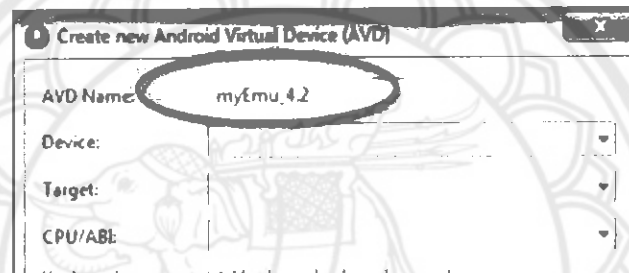 Create new Android Virtual Device (AVD)
X
AVD Name: myEmu_4.2
Device:
Target:
CPU/ABI: